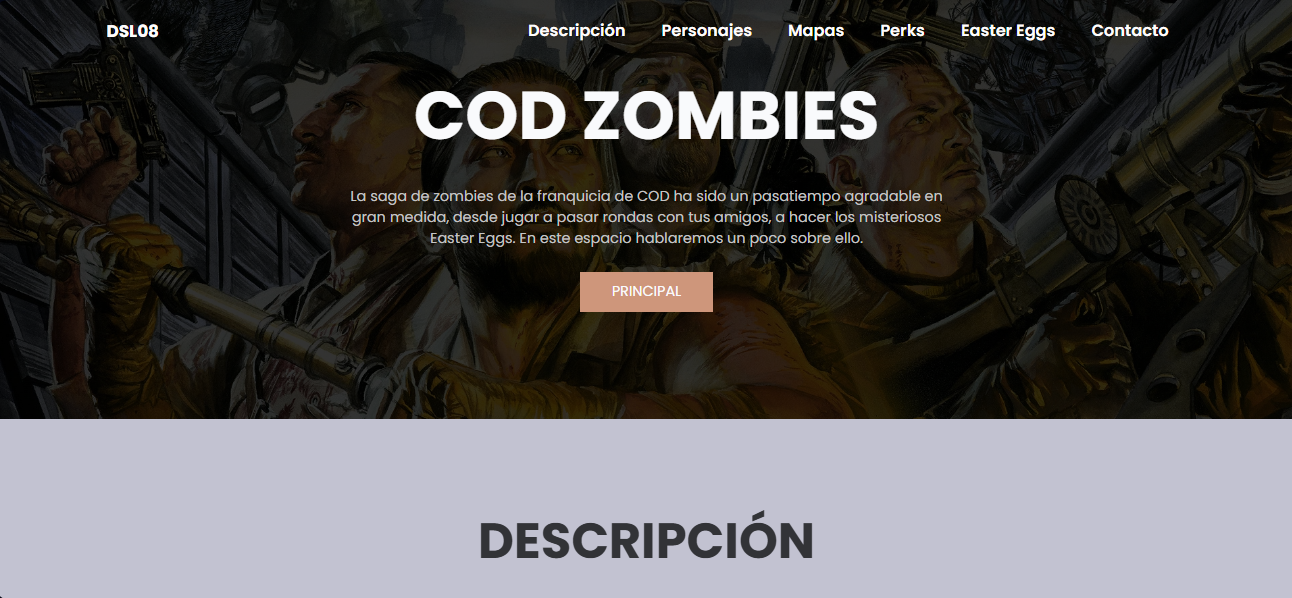 DSL08 Descripción Personajes Mapas Perks Easter Eggs Contacto
COD ZOMBIES
La saga de zombies de la franquicia de COD ha sido un pasatiempo agradable en
gran medida, desde jugar a pasar rondas con tus amigos, a hacer los misteriosos
Easter Eggs. En este espacio hablaremos un poco sobre ello.
PRINCIPAL
DESCRIPCIÓN